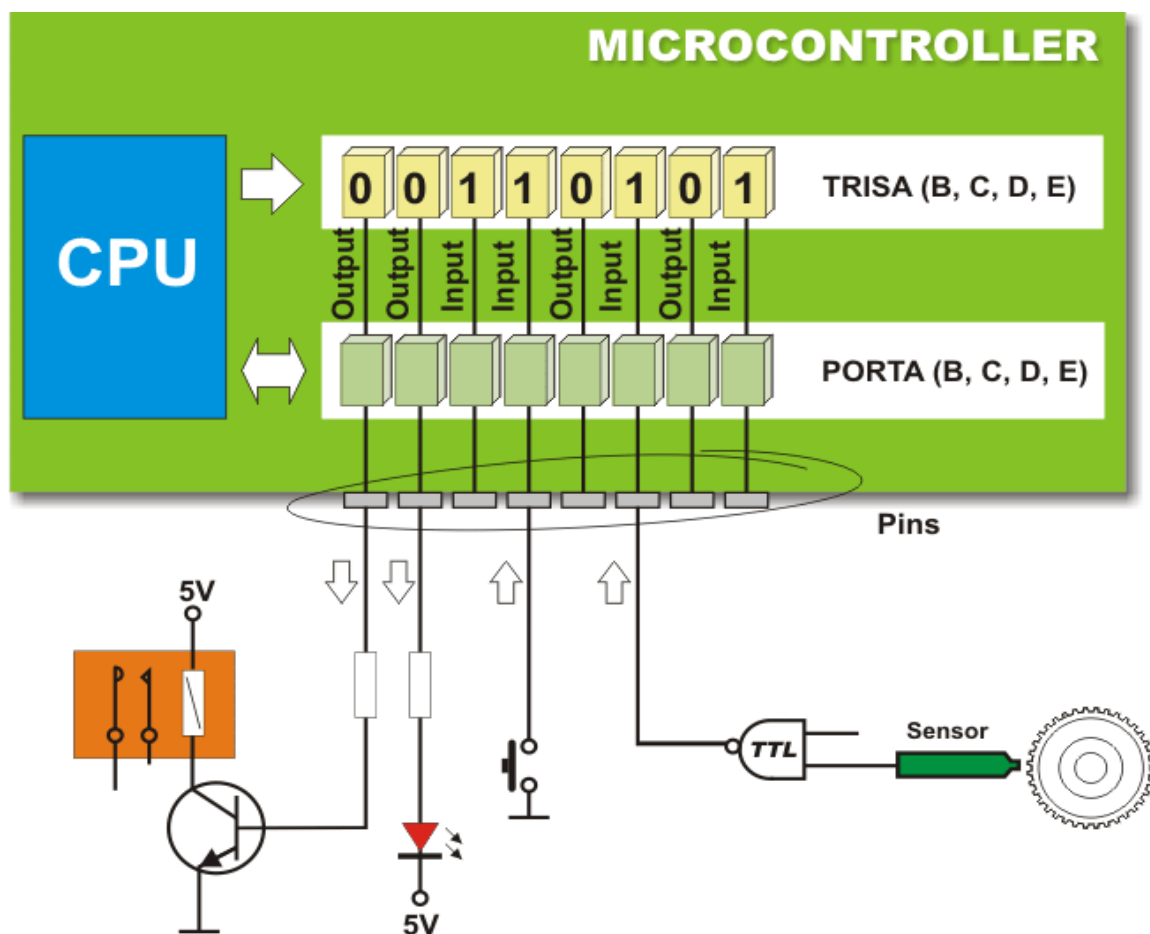 MICROCONTROLLER
CPU
0 0 1 1 0 1 0 1
TRISA (B, C, D, E)
Output Output Input Input Output Input Output Input
PORTA (B, C, D, E)
Pins
5V
TTL
Sensor
5V